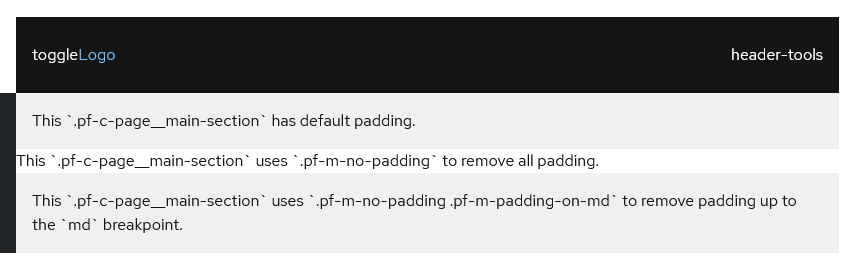 toggleLogo header-tools
This `.pf-c-page__main-section` has default padding.
This `.pf-c-page__main-section` uses `.pf-m-no-padding` to remove all padding.
This `.pf-c-page__main-section` uses `.pf-m-no-padding .pf-m-padding-on-md` to remove padding up to
the `md` breakpoint.